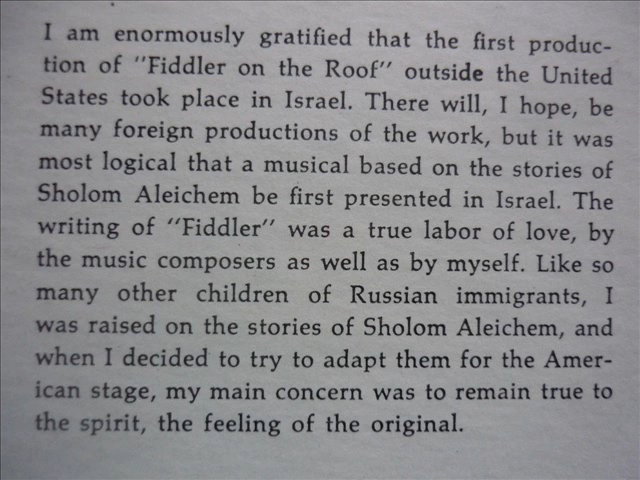 I am enormously gratified that the first produc-
tion of "Fiddler on the Roof" outside the United
States took place in Israel. There will, I hope, be
many foreign productions of the work, but it was
most logical that a musical based on the stories of
Sholom Aleichem be first presented in Israel. The
writing of "Fiddler" was a true labor of love, by
the music composers as well as by myself. Like so
many other children of Russian immigrants, I
was raised on the stories of Sholom Aleichem, and
when I decided to try to adapt them for the Amer-
ican stage, my main concern was to remain true to
the spirit, the feeling of the original.